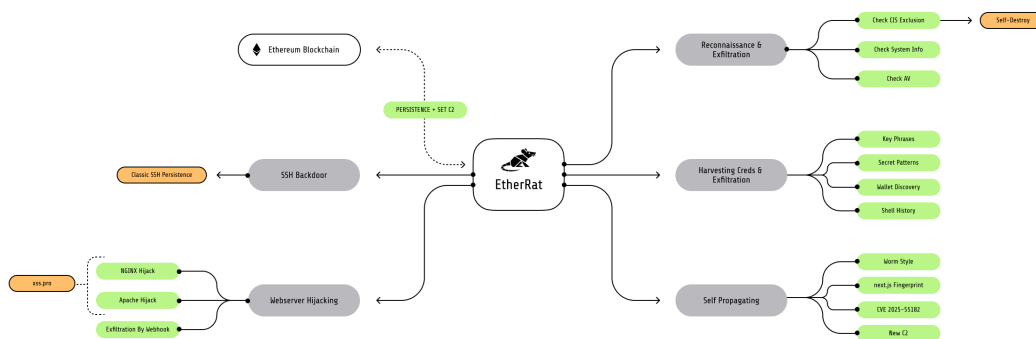 Ethereum Blockchain
PERSISTENCE + SET C2
EtherRat
SSH Backdoor
Classic SSH Persistence
Webserver Hijacking
NGINX Hijack
Apache Hijack
Exfiltration By Webhook
xss.pro
Reconnaissance &
Exfiltration
Check CIS Exclusion
Self-Destroy
Check System Info
Check AV
Harvesting Creds &
Exfiltration
Key Phrases
Secret Patterns
Wallet Discovery
Shell History
Self Propagating
Worm Style
next.js Fingerprint
CVE 2025-55182
New C2